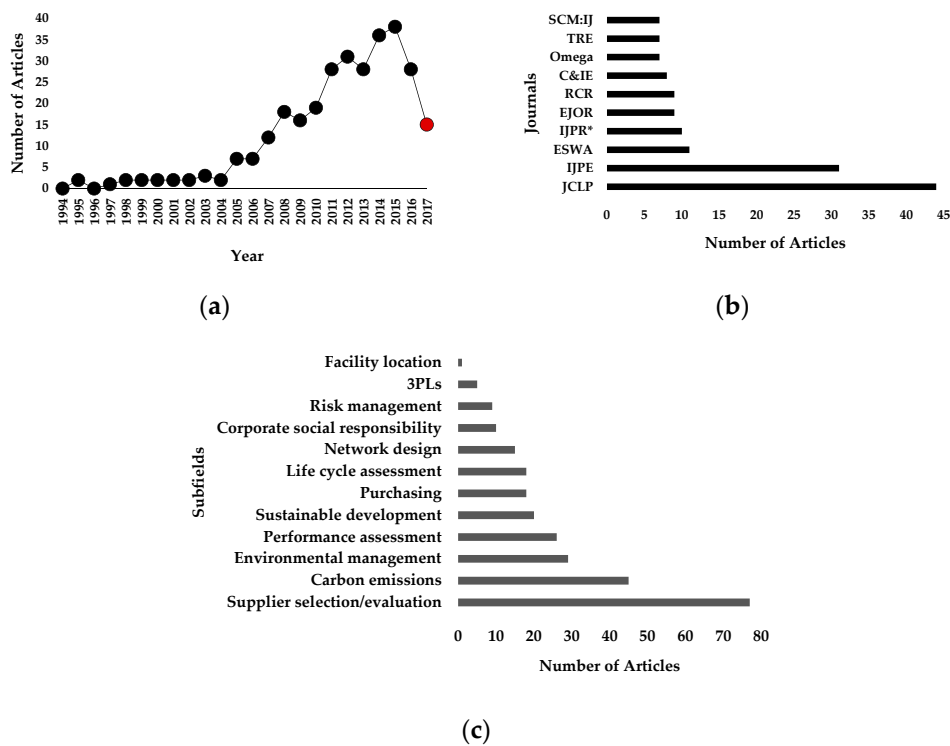 Number of Articles
40
35
30
25
20
15
10
5
0
1994
1995
1996
1997
1998
1999
2000
2001
2002
2003
2004
2005
2006
2007
2008
2009
2010
2011
2012
2013
2014
2015
2016
2017
Year
(a)
Journals
SCM:IJ
TRE
Omega
C&IE
RCR
EJOR
IJPR*
ESWA
IJPE
JCLP
0 5 10 15 20 25 30 35 40 45
Number of Articles
(b)
Subfields
Facility location
3PLs
Risk management
Corporate social responsibility
Network design
Life cycle assessment
Purchasing
Sustainable development
Performance assessment
Environmental management
Carbon emissions
Supplier selection/evaluation
0 10 20 30 40 50 60 70 80
Number of Articles
(c)